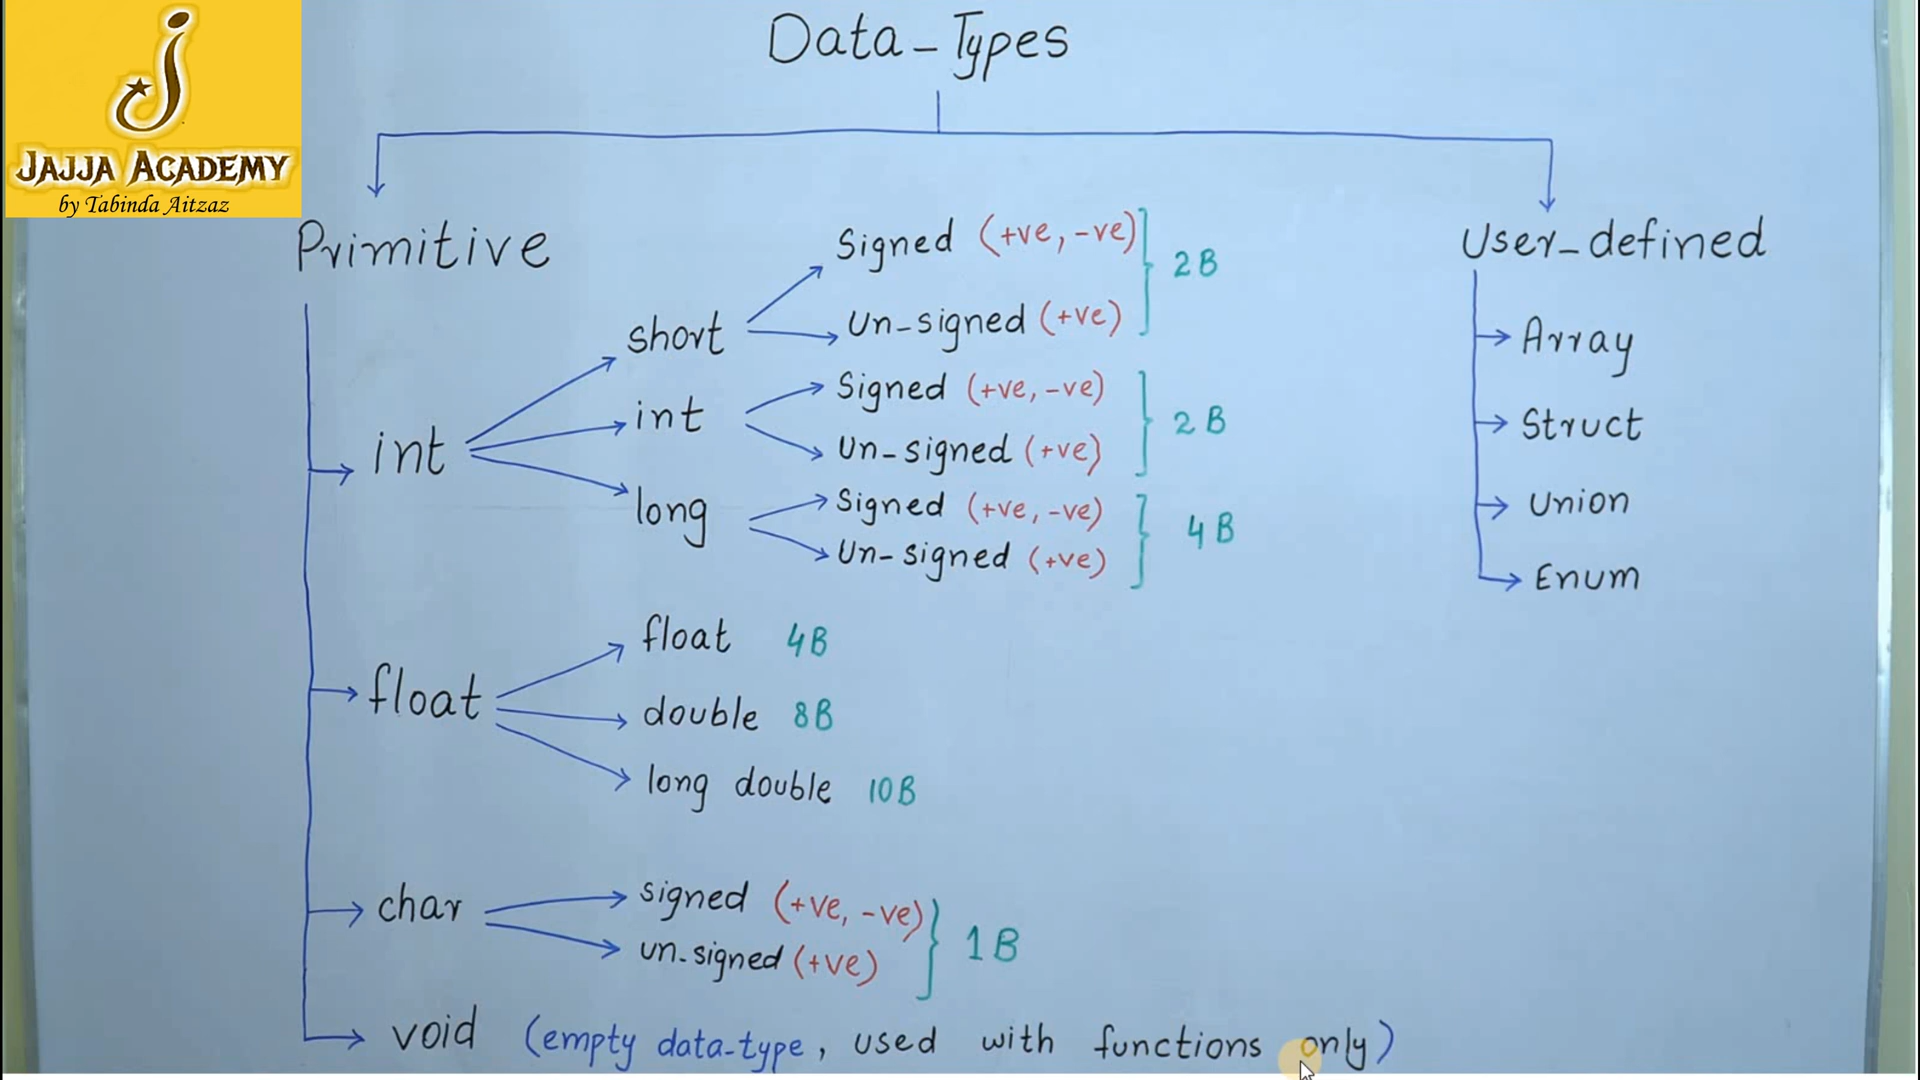 Data-Types
JAJJA ACADEMY
by Tabinda Aitzaz
Primitive
int
short
Signed (+ve, -ve)
Un-signed (+ve)
2B
int
Signed (+ve, -ve)
Un-signed (+ve)
2B
long
Signed (+ve, -ve)
Un-signed (+ve)
4B
float
float 4B
double 8B
long double 10B
char
signed (+ve, -ve)
un-signed (+ve)
1B
void (empty data-type, used with functions only)
User-defined
Array
Struct
Union
Enum